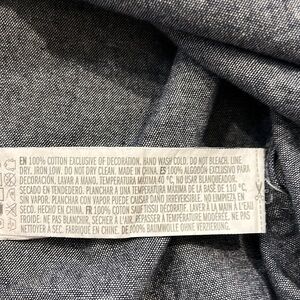 EN 100% COTTON EXCLUSIVE OF DECORATION. HAND WASH COLD. DO NOT BLEACH. LINE
DRY. IRON LOW. DO NOT DRY CLEAN. MADE IN CHINA. ES 100% ALGODÓN EXCLUSIVO PARA
DECORACIÓN. LAVAR A MANO. TEMPERATURA MÁXIMA 40 °C. NO USAR BLANQUEADOR.
SECADO EN TENDEDERO. PLANCHAR A UNA TEMPERATURA MÁXIMA DE LA BASE DE 110 °C.
SIN VAPOR. PLANCHAR CON VAPOR PUEDE CAUSAR DAÑO IRREVERSIBLE. NO LIMPIEZA EN
SECO. HECHO EN CHINA. FR 100% COTON SAUF TISSUS DÉCORATIFS. LAVER À LA MAIN À L'EAU
FROIDE. NE PAS BLANCHIR. SÉCHER À L'AIR. REPASSER À TEMPÉRATURE MODÉRÉE. NE PAS
NETTOYER À SEC. FABRIQUÉ EN CHINE. DE 100% BAUMWOLLE OHNE VERZIERUNG.